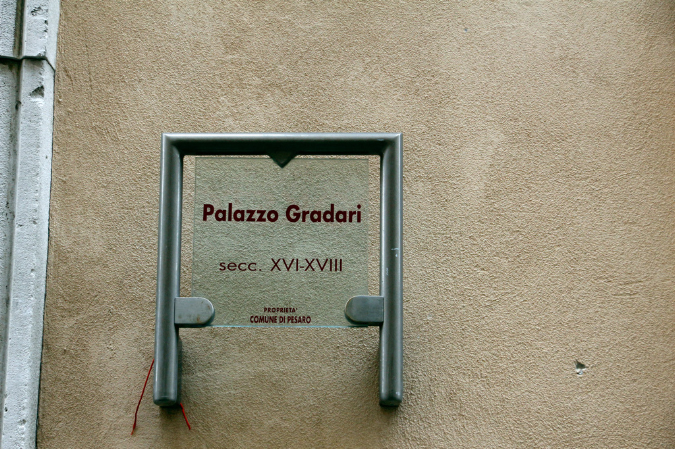 Palazzo Gradari
secc. XVI-XVIII
PROPRIETA'
COMUNE DI PESARO